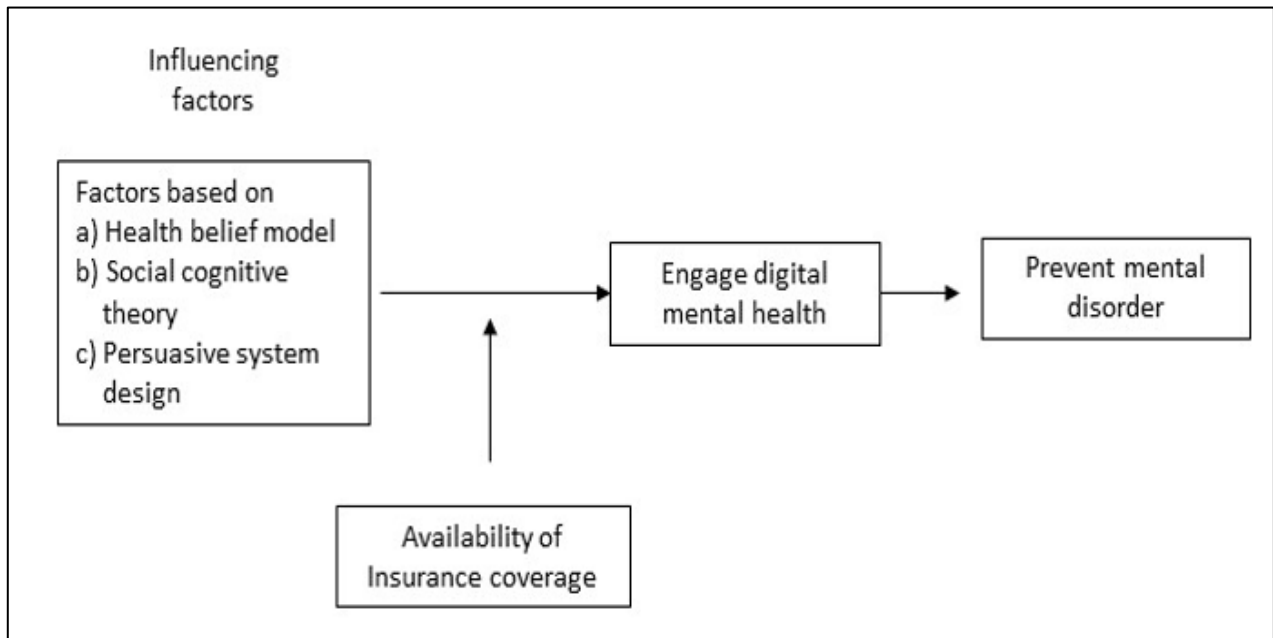 Influencing
factors
Factors based on
a) Health belief model
b) Social cognitive
theory
c) Persuasive system
design
Engage digital
mental health
Prevent mental
disorder
Availability of
Insurance coverage